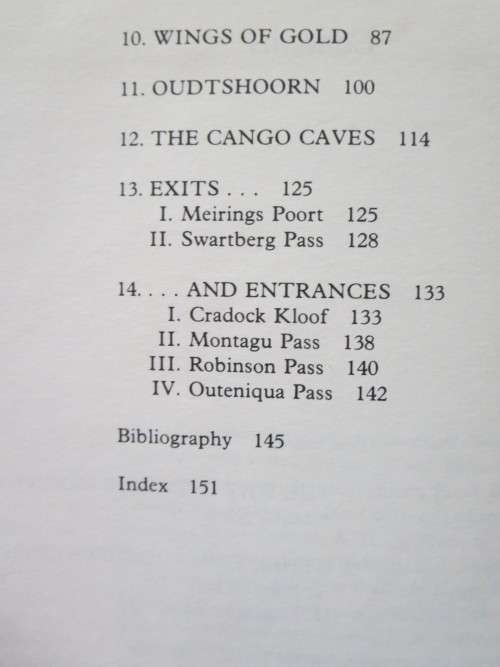 10. WINGS OF GOLD 87
11. OUDTSHOORN 100
12. THE CANGO CAVES 114
13. EXITS . . . 125
I. Meirings Poort 125
II. Swartberg Pass 128
14. . . . AND ENTRANCES 133
I. Cradock Kloof 133
II. Montagu Pass 138
III. Robinson Pass 140
IV. Outeniqua Pass 142
Bibliography 145
Index 151